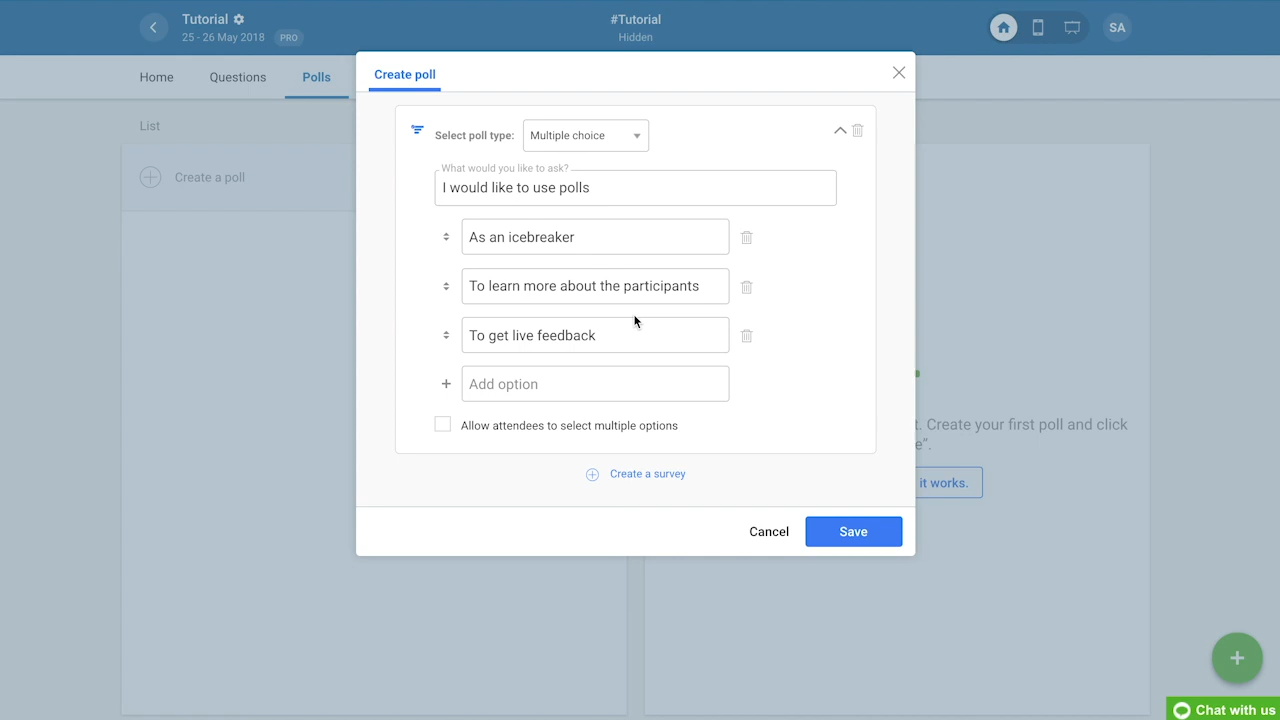 Tutorial
25 - 26 May 2018 PRO
#Tutorial
Hidden
SA
Home Questions Polls
Create poll
List
Create a poll
Select poll type: Multiple choice
What would you like to ask?
I would like to use polls
As an icebreaker
To learn more about the participants
To get live feedback
Add option
Allow attendees to select multiple options
Create a survey
Cancel Save
t. Create your first poll and click
e”.
it works.
Chat with us